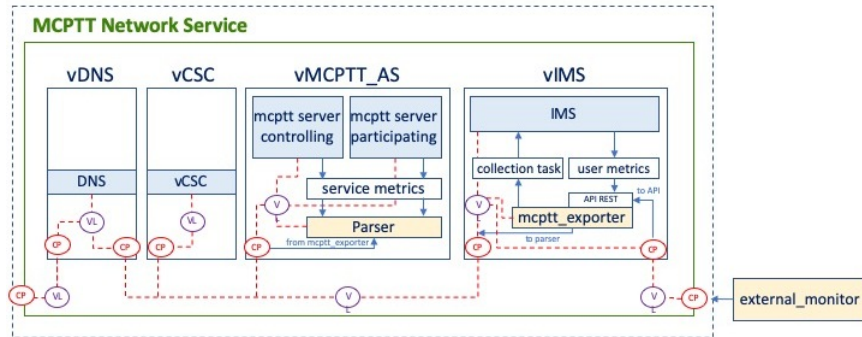 MCPTT Network Service
vDNS
vCSC
vMCPTT_AS
vIMS
DNS
vCSC
mcptt server
controlling
mcptt server
participating
service metrics
Parser
from mcptt_exporter
IMS
collection task
user metrics
API REST
to API
mcptt_exporter
to parser
VL
VL
V
L
V
L
CP
CP
CP
CP
CP
CP
CP
VL
V
L
V
L
CP
external_monitor